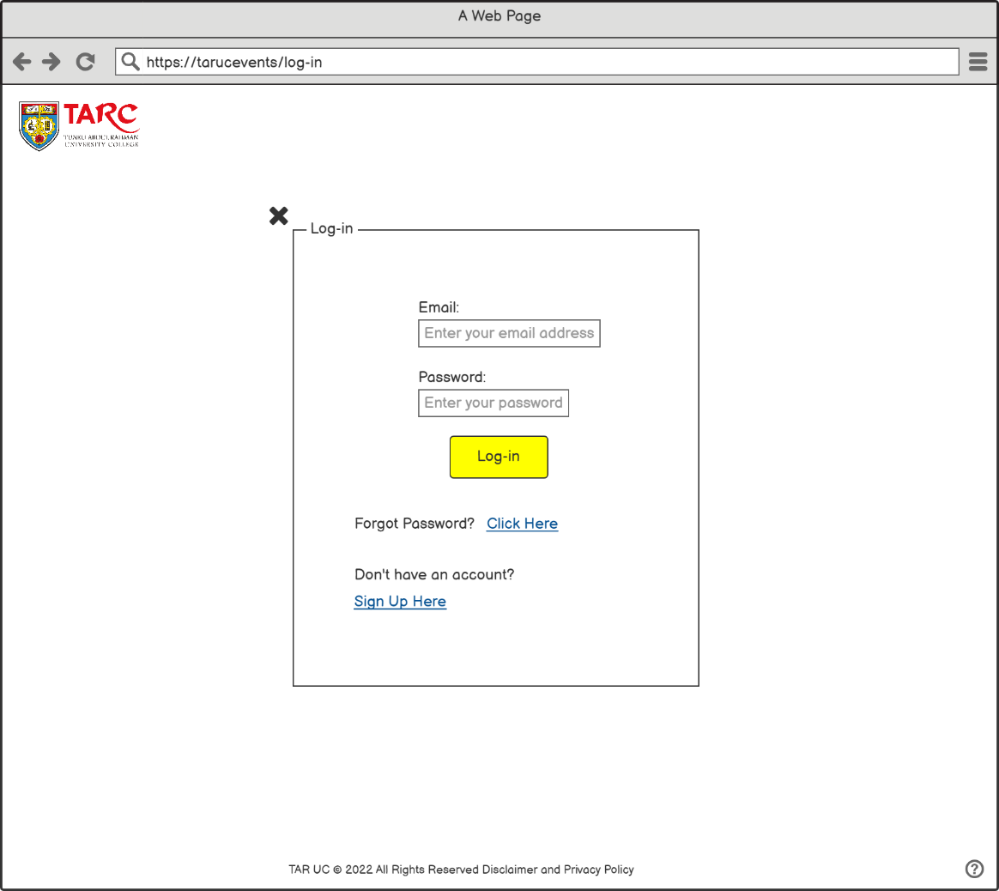 A Web Page
https://tarucevents/log-in
TARC
TUNKU ABDUL RAHMAN
UNIVERSITY COLLEGE
Log-in
Email:
Enter your email address
Password:
Enter your password
Log-in
Forgot Password? Click Here
Don't have an account?
Sign Up Here
TAR UC © 2022 All Rights Reserved Disclaimer and Privacy Policy